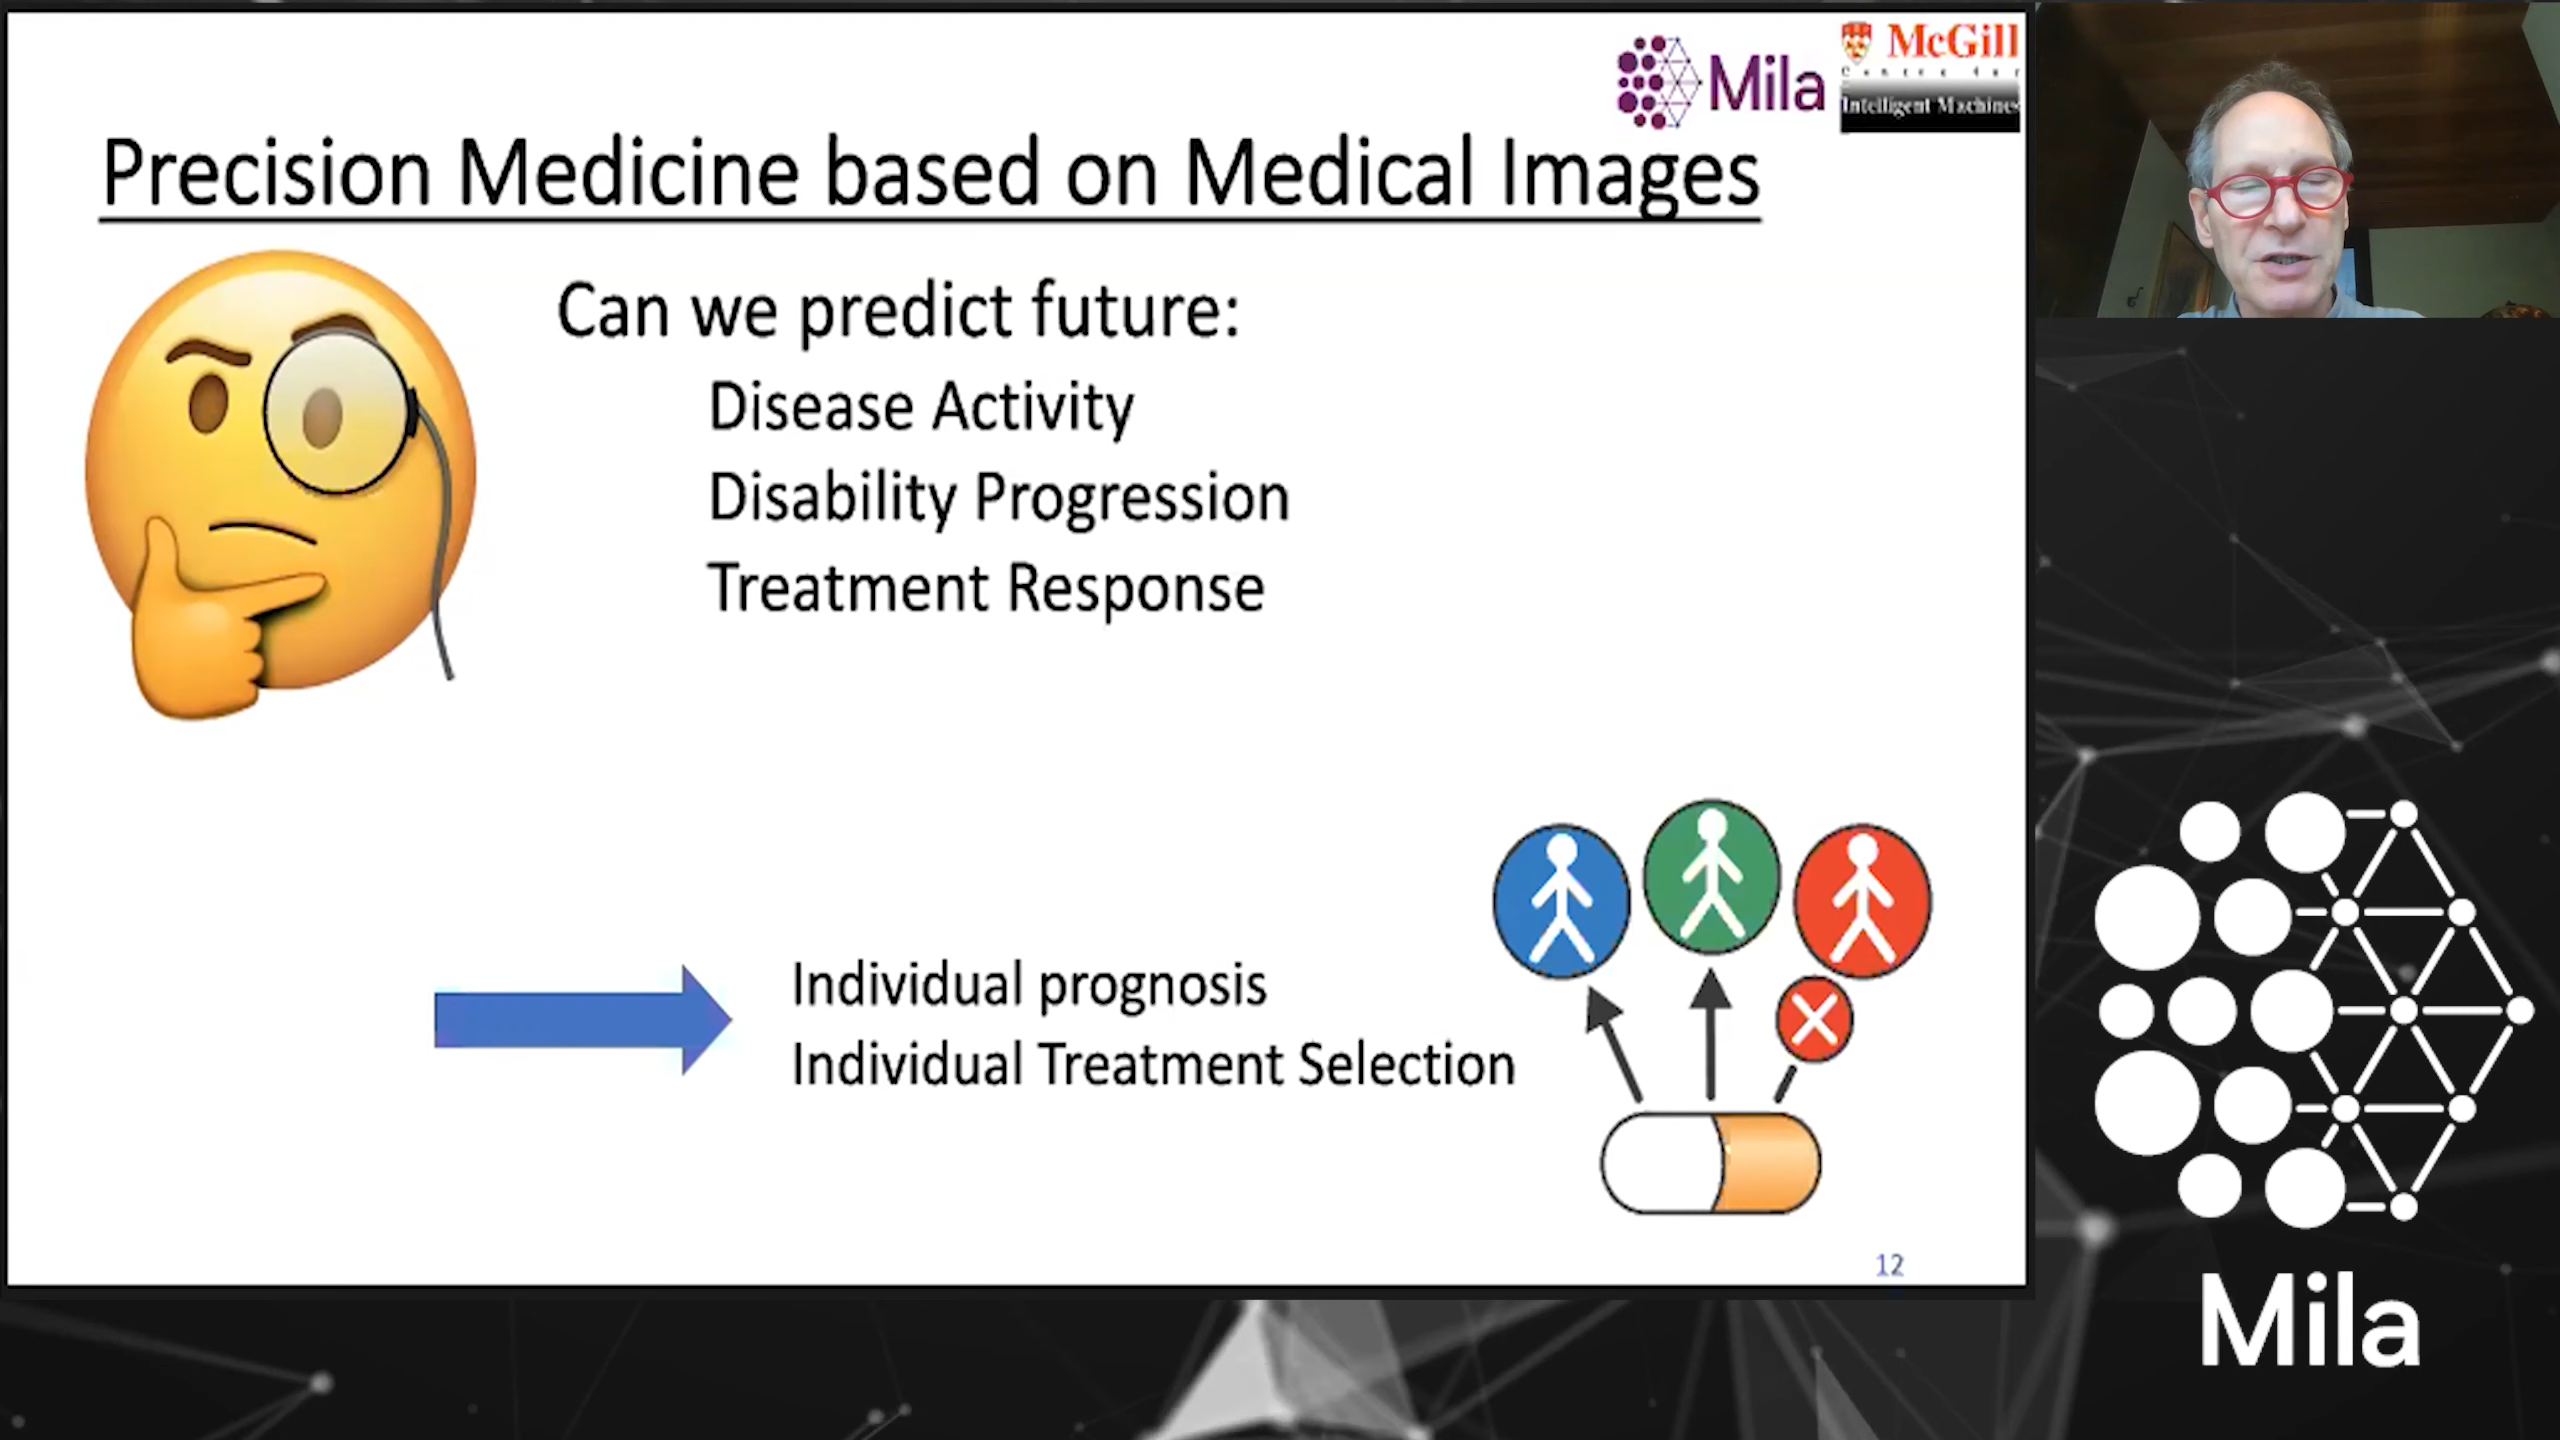 Mila
McGill
Centre for
Intelligent Machines
Precision Medicine based on Medical Images
Can we predict future:
Disease Activity
Disability Progression
Treatment Response
Individual prognosis
Individual Treatment Selection
12
Mila